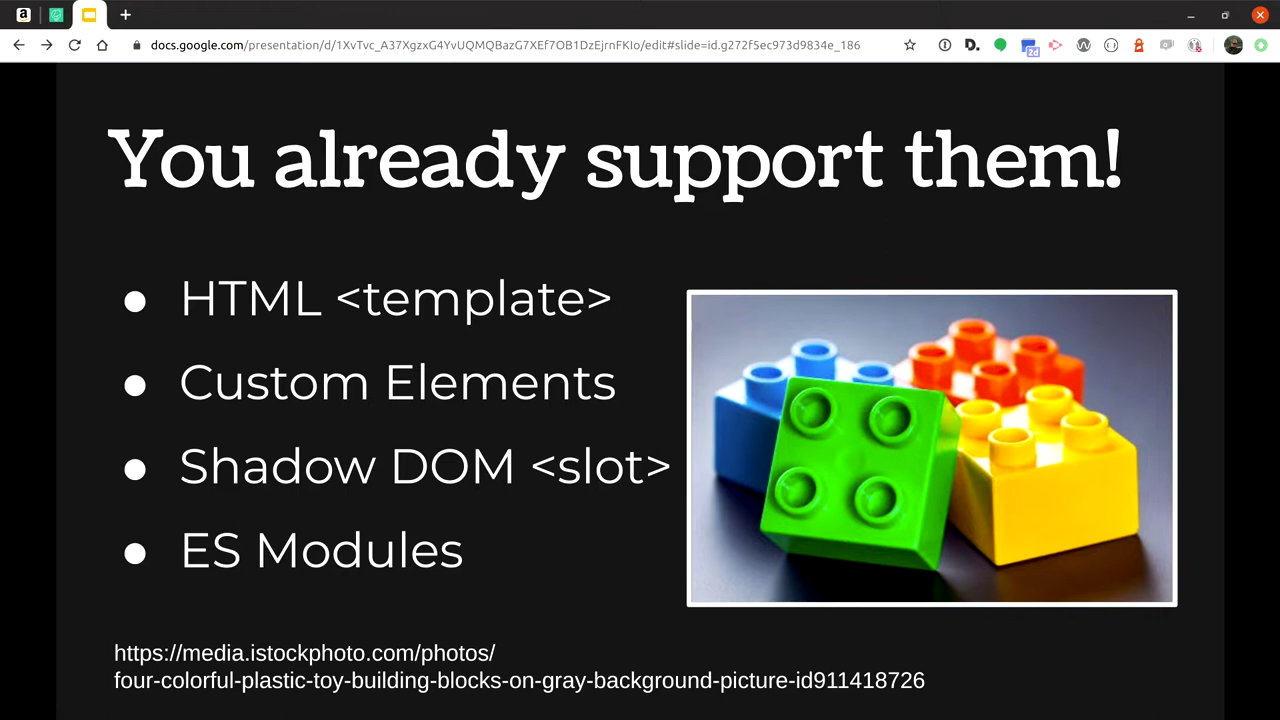 docs.google.com/presentation/d/1XvTvc_A37XgzxG4YvUQMQBazG7XEf7OB1DzEjrnFKIo/edit#slide=id.g272f5ec973d9834e_186
2d
You already support them!
● HTML <template>
● Custom Elements
● Shadow DOM <slot>
● ES Modules
https://media.istockphoto.com/photos/
four-colorful-plastic-toy-building-blocks-on-gray-background-picture-id911418726